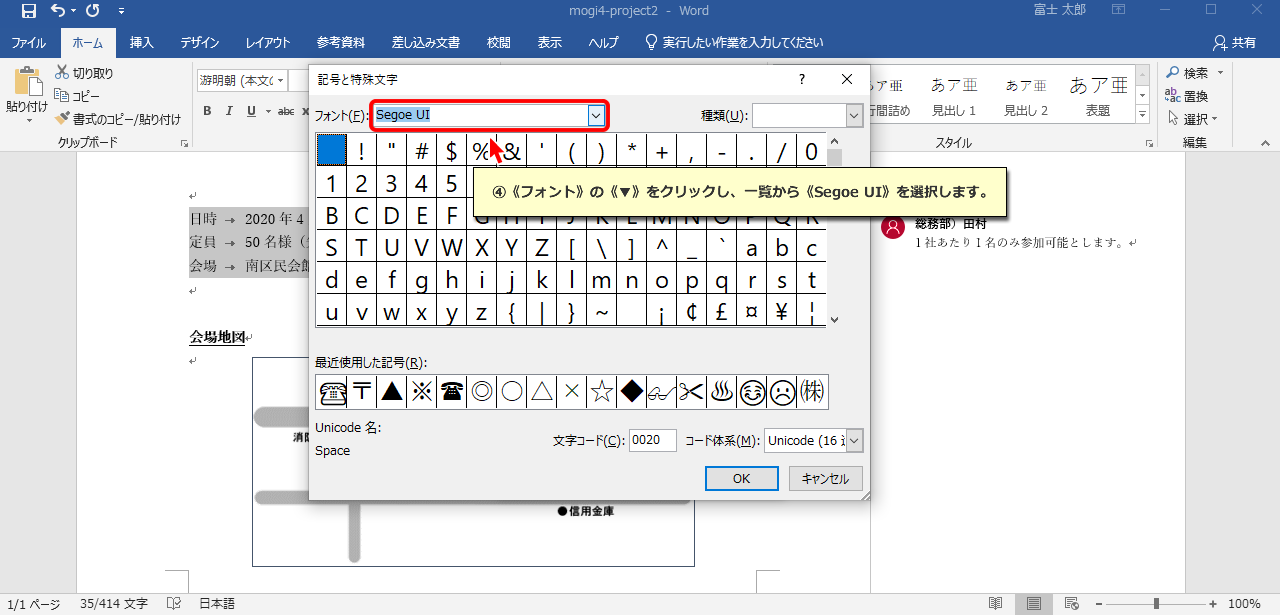 mogi4-project2 - Word
富士 太郎
ファイル ホーム 挿入 デザイン レイアウト 参考資料 差し込み文書 校閲 表示 ヘルプ 実行したい作業を入力してください 共有
貼り付け
切り取り
コピー
書式のコピー/貼り付け
クリップボード
游明朝 (本文の
B I U abc x
あア亜 あア亜 あア亜 あア亜
行間詰め 見出し 1 見出し 2 表題
スタイル
検索
置換
選択
編集
記号と特殊文字
? ×
フォント(F): Segoe UI
種類(U):
! " # $ % & ' ( ) * + , - . / 0
1 2 3 4 5
④《フォント》の《▼》をクリックし、一覧から《Segoe UI》を選択します。
B C D E F G H I J K L M N O P Q R
S T U V W X Y Z [ \ ] ^ _ ` a b c
d e f g h i j k l m n o p q r s t
u v w x y z { | } ~ ¡ ¢ £ ¤ ¥ ¦
最近使用した記号(R):
☏ 〒 ▲ ※ ☎ ◎ ○ △ × ☆ ◆ ✂ ♨ ☹ ㈱
Unicode 名:
Space
文字コード(C): 0020 コード体系(M): Unicode (16 進
OK キャンセル
日時 → 2020 年 4
定員 → 50 名様（
会場 → 南区民会館
会場地図
消防
●信用金庫
総務部）田村
1 社あたり 1 名のみ参加可能とします。
1/1 ページ 35/414 文字 日本語 100%